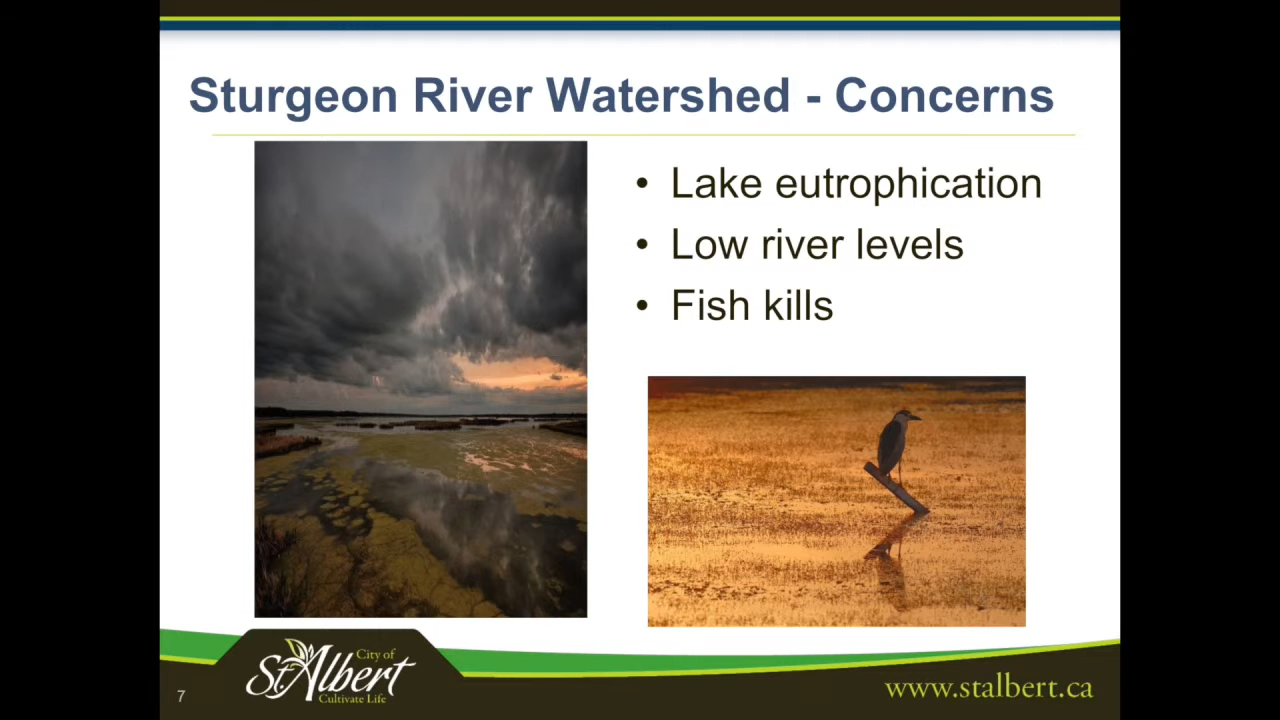 Sturgeon River Watershed - Concerns
• Lake eutrophication
• Low river levels
• Fish kills
7
City of
St. Albert
Cultivate Life
www.stalbert.ca